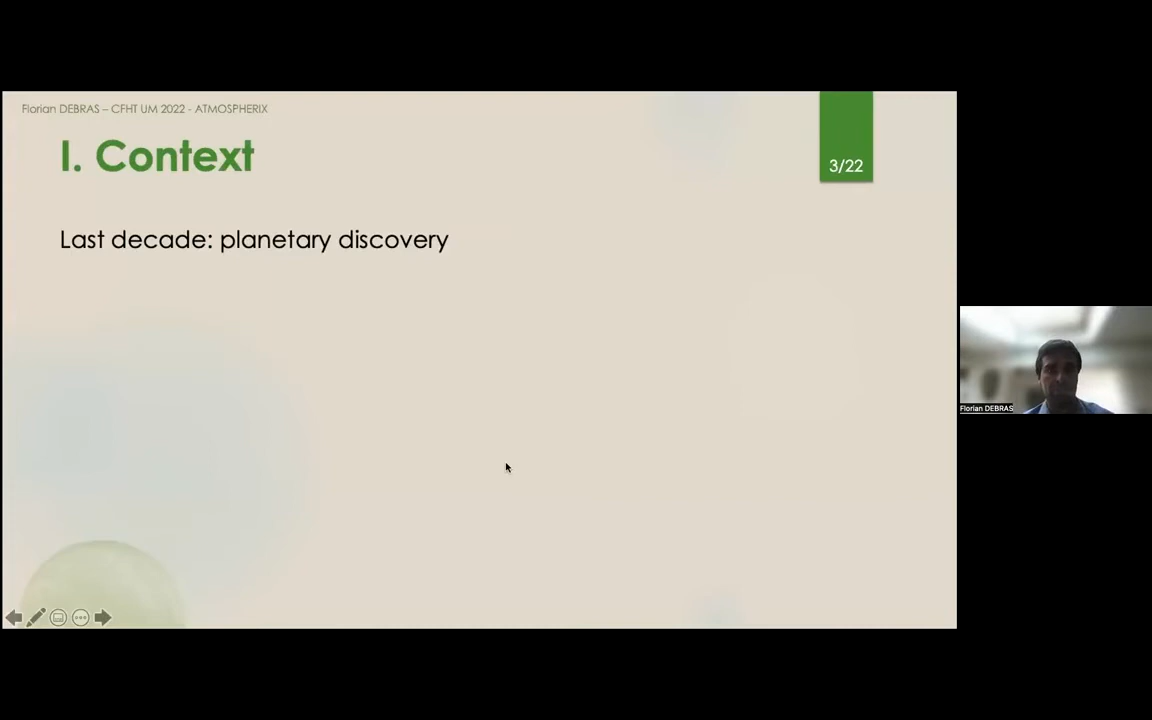 Florian DEBRAS – CFHT UM 2022 - ATMOSPHERIX
I. Context
3/22
Last decade: planetary discovery
Florian DEBRAS